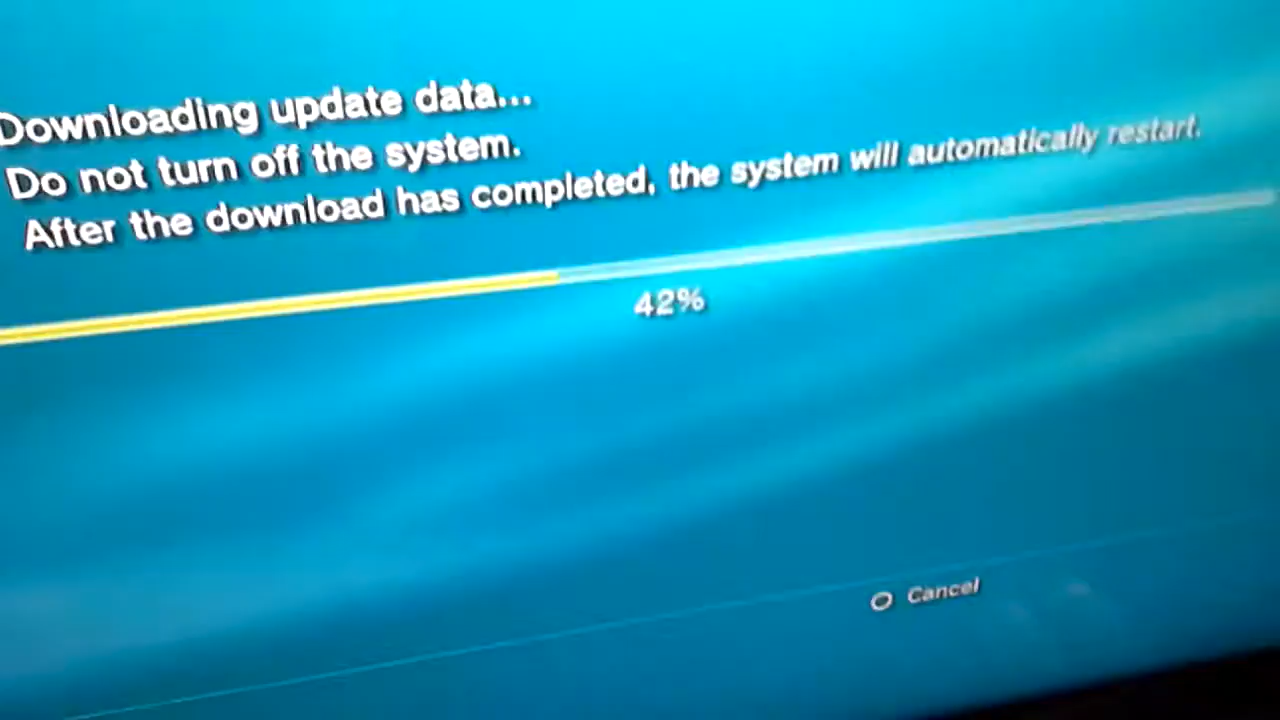 Downloading update data...
Do not turn off the system.
After the download has completed, the system will automatically restart.
42%
Cancel